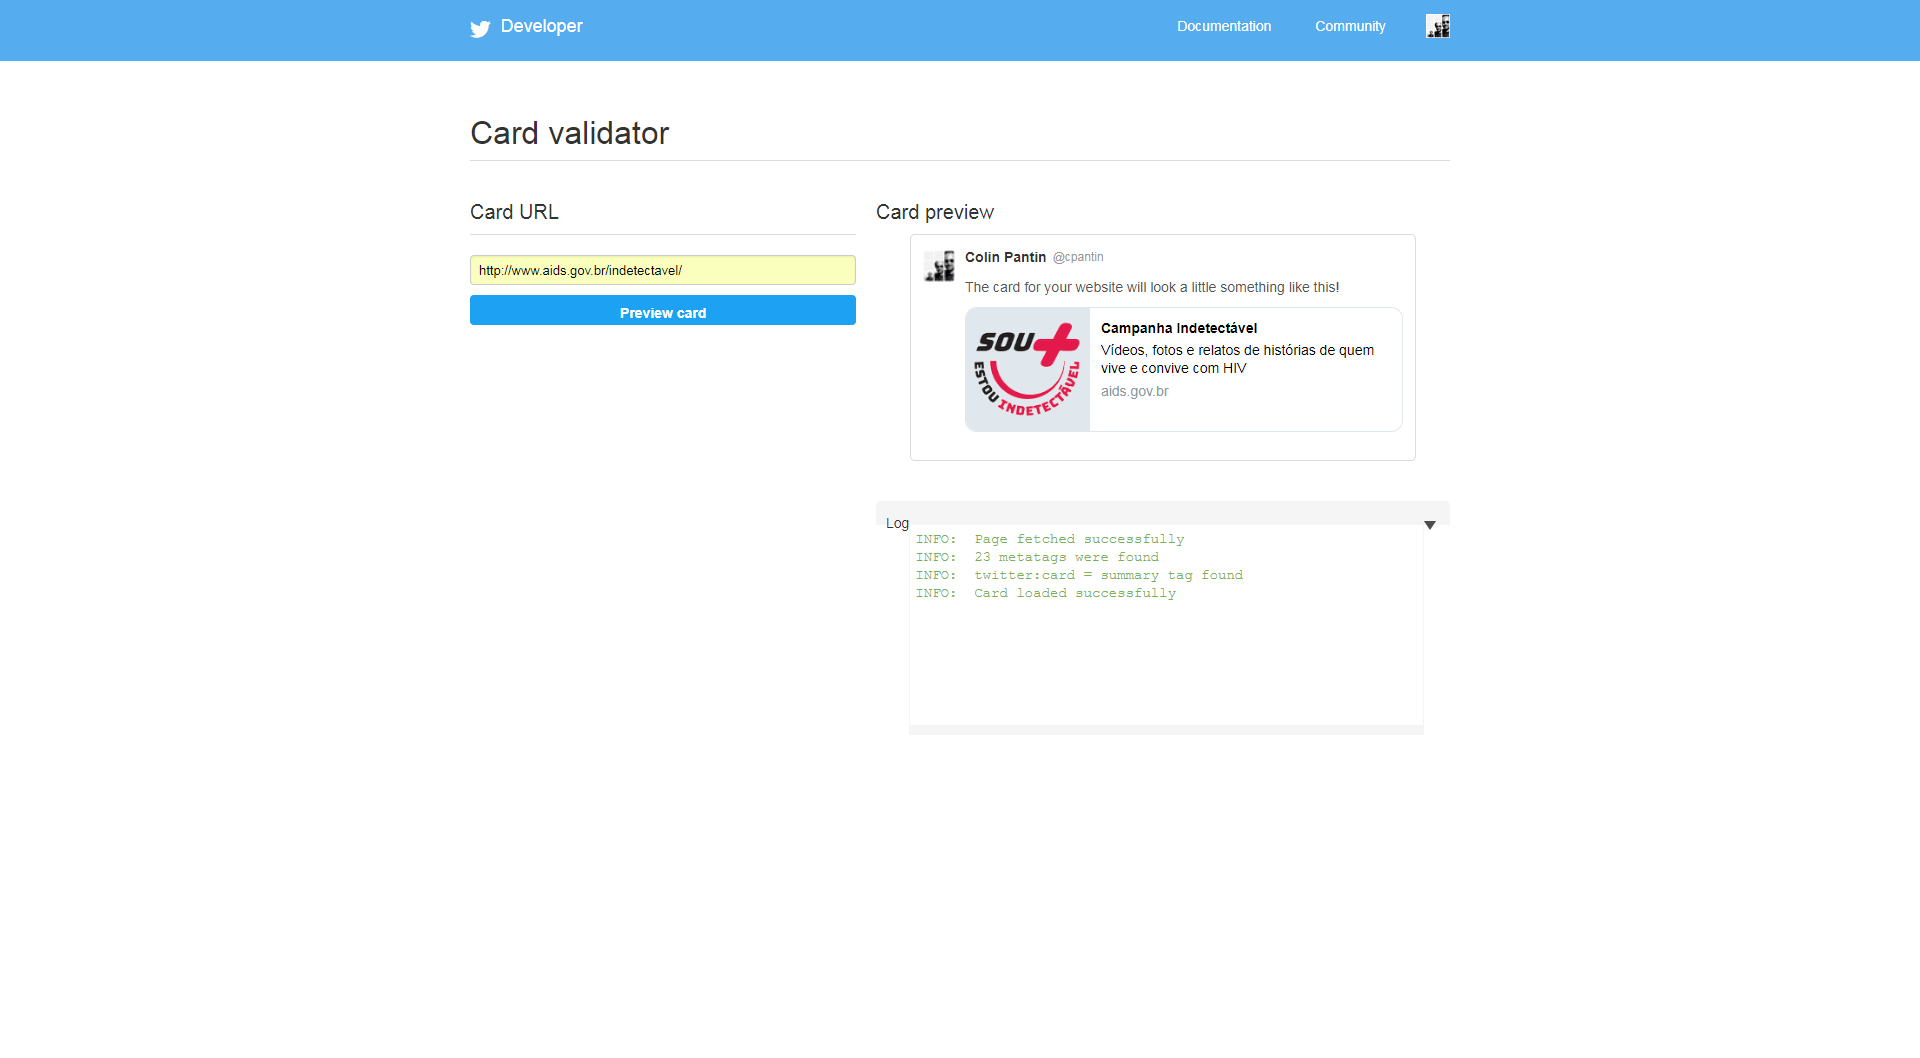 Developer
Documentation
Community
Card validator
Card URL
http://www.aids.gov.br/indetectavel/
Preview card
Card preview
Colin Pantin @cpantin
The card for your website will look a little something like this!
SOU+
ESTOU INDETECTÁVEL
Campanha Indetectável
Vídeos, fotos e relatos de histórias de quem
vive e convive com HIV
aids.gov.br
Log
INFO:  Page fetched successfully
INFO:  23 metatags were found
INFO:  twitter:card = summary tag found
INFO:  Card loaded successfully